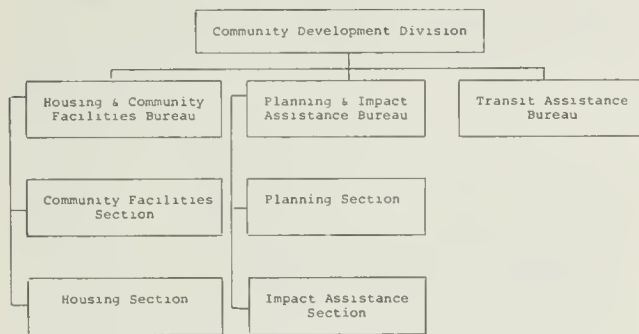 Community Development Division
Housing & Community
Facilities Bureau
Planning & Impact
Assistance Bureau
Transit Assistance
Bureau
Community Facilities
Section
Planning Section
Housing Section
Impact Assistance
Section